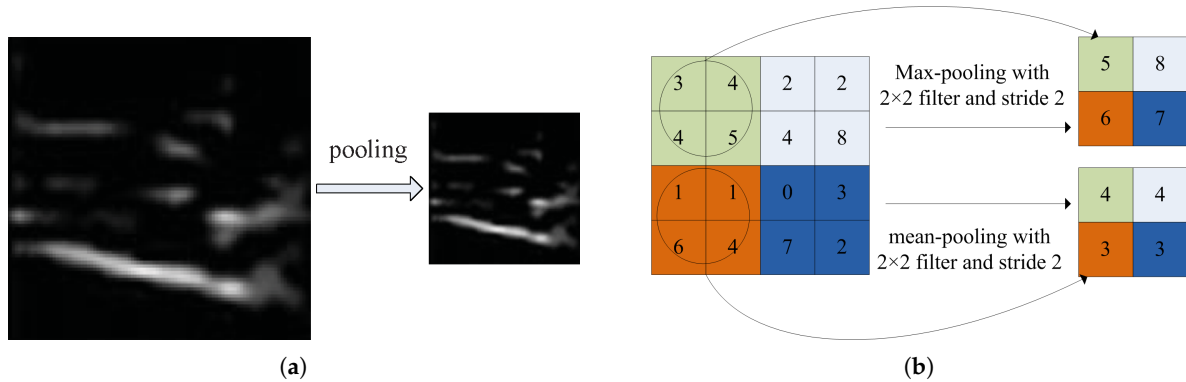 pooling
(a)
3 4 2 2
4 5 4 8
1 1 0 3
6 4 7 2
Max-pooling with
2×2 filter and stride 2
mean-pooling with
2×2 filter and stride 2
5 8
6 7
4 4
3 3
(b)